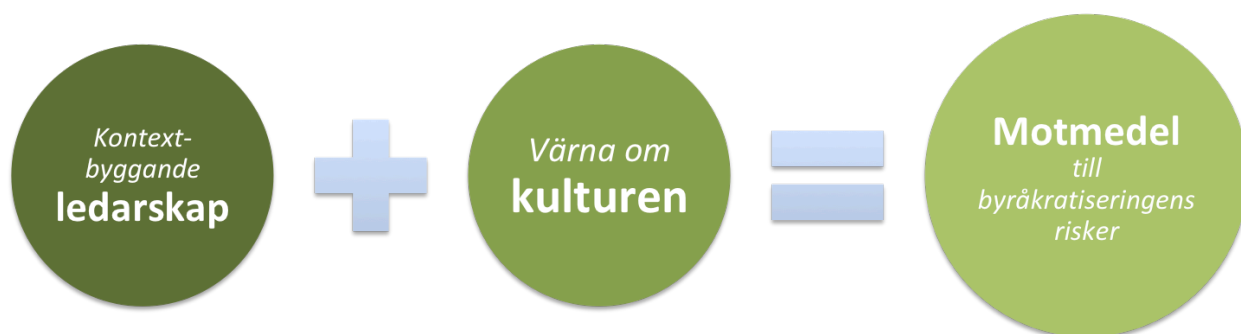 Kontext-
byggande
ledarskap
+
Värna om
kulturen
=
Motmedel
till
byråkratiseringens
risker